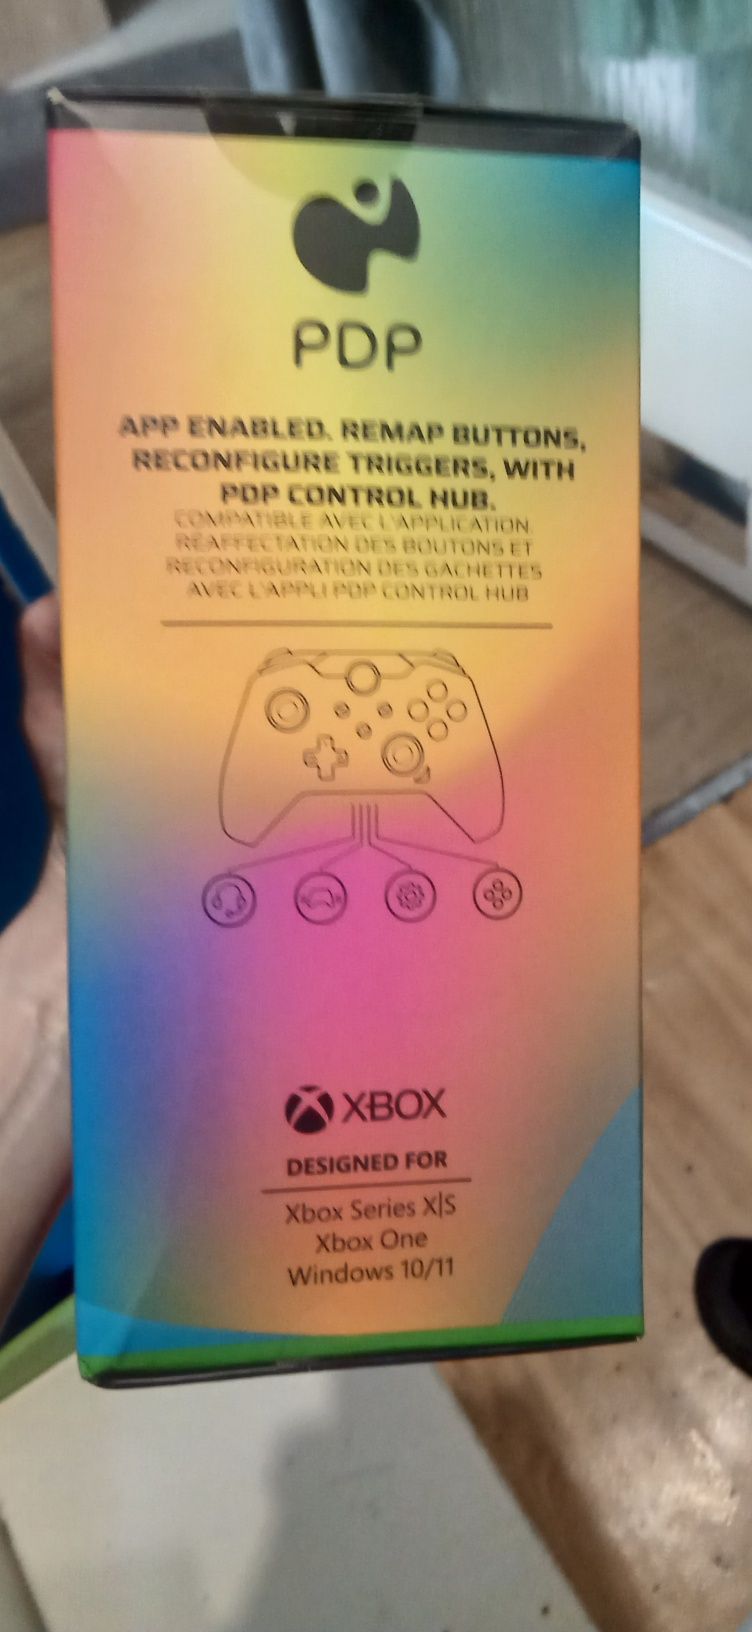 PDP
APP ENABLED. REMAP BUTTONS,
RECONFIGURE TRIGGERS, WITH
PDP CONTROL HUB.
COMPATIBLE AVEC L'APPLICATION.
RÉAFFECTATION DES BOUTONS ET
RECONFIGURATION DES GACHETTES
AVEC L'APPLI PDP CONTROL HUB
XBOX
DESIGNED FOR
Xbox Series X|S
Xbox One
Windows 10/11